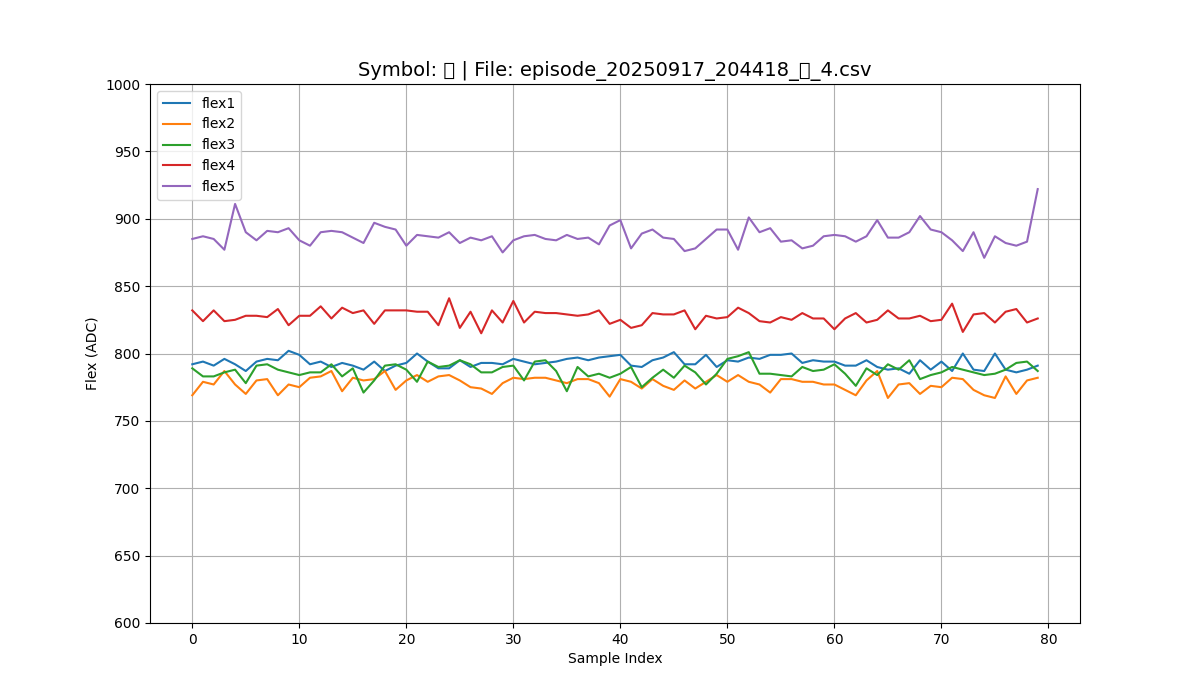 Symbol: ▯ | File: episode_20250917_204418_▯_4.csv
1000
950
900
850
800
750
700
650
600
Flex (ADC)
flex1
flex2
flex3
flex4
flex5
0 10 20 30 40 50 60 70 80
Sample Index